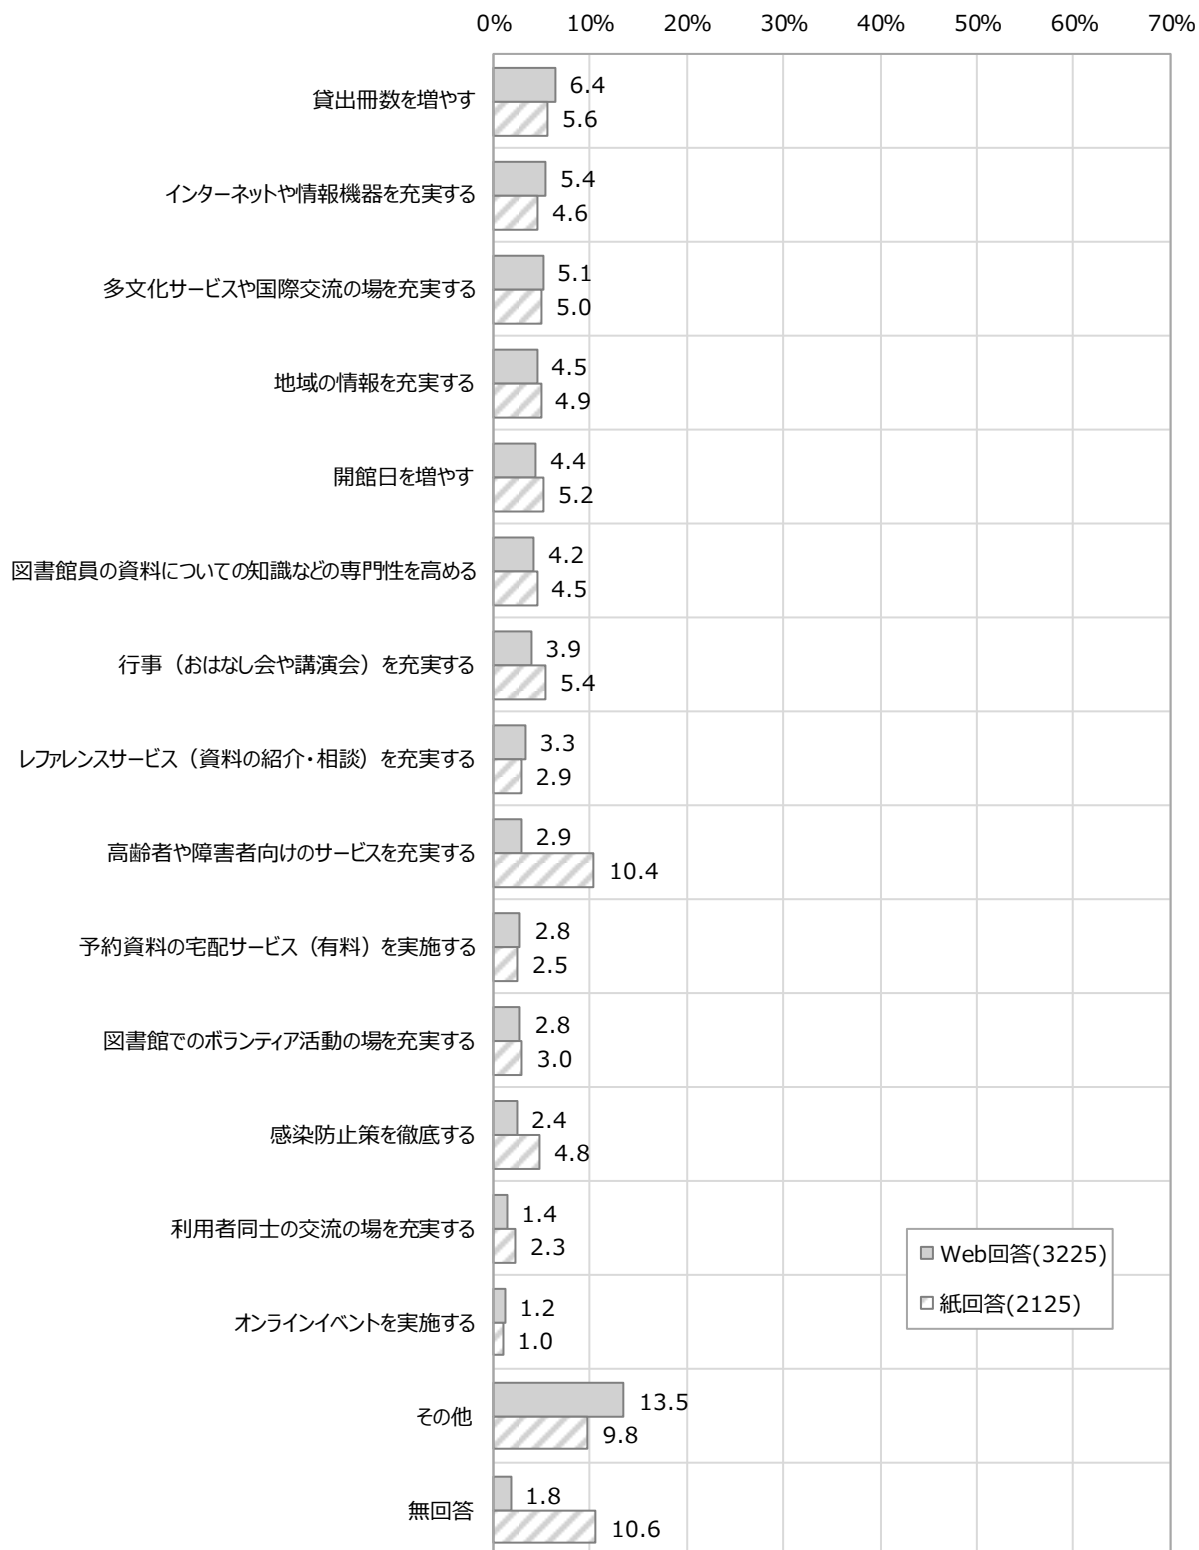 0% 10% 20% 30% 40% 50% 60% 70%
貸出冊数を増やす 6.4
5.6
インターネットや情報機器を充実する 5.4
4.6
多文化サービスや国際交流の場を充実する 5.1
5.0
地域の情報を充実する 4.5
4.9
開館日を増やす 4.4
5.2
図書館員の資料についての知識などの専門性を高める 4.2
4.5
行事（おはなし会や講演会）を充実する 3.9
5.4
レファレンスサービス（資料の紹介・相談）を充実する 3.3
2.9
高齢者や障害者向けのサービスを充実する 2.9
10.4
予約資料の宅配サービス（有料）を実施する 2.8
2.5
図書館でのボランティア活動の場を充実する 2.8
3.0
感染防止策を徹底する 2.4
4.8
利用者同士の交流の場を充実する 1.4
2.3
Web回答(3225)
紙回答(2125)
オンラインイベントを実施する 1.2
1.0
その他 13.5
9.8
無回答 1.8
10.6